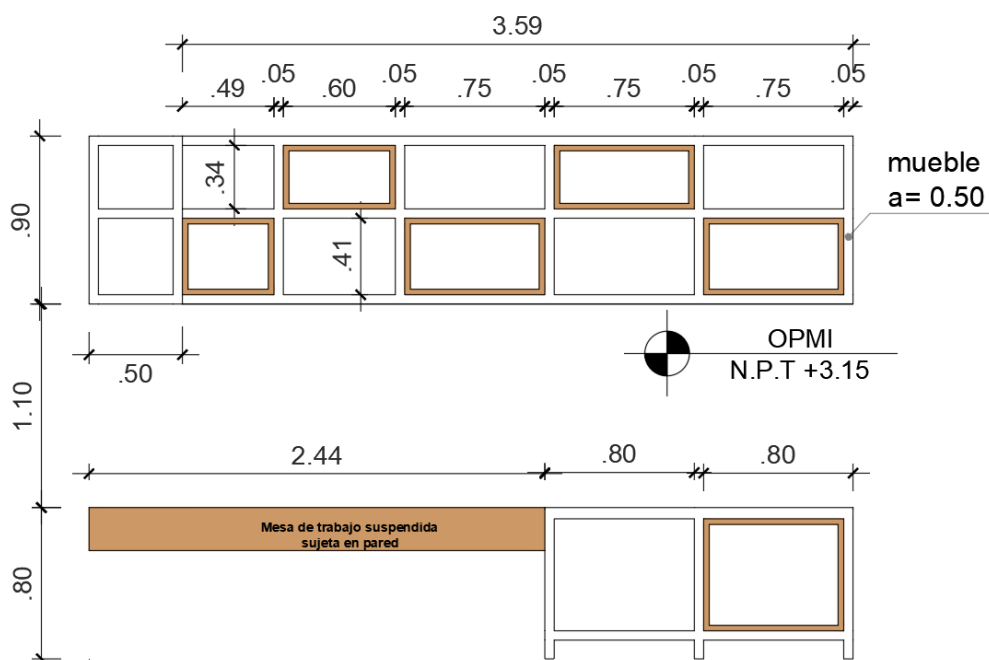 3.59
.05 .05 .05 .05 .05
.49 .60 .75 .75 .75
.34
mueble
a= 0.50
.90
.41
OPMI
N.P.T +3.15
.50
1.10
2.44 .80 .80
Mesa de trabajo suspendida
sujeta en pared
.80